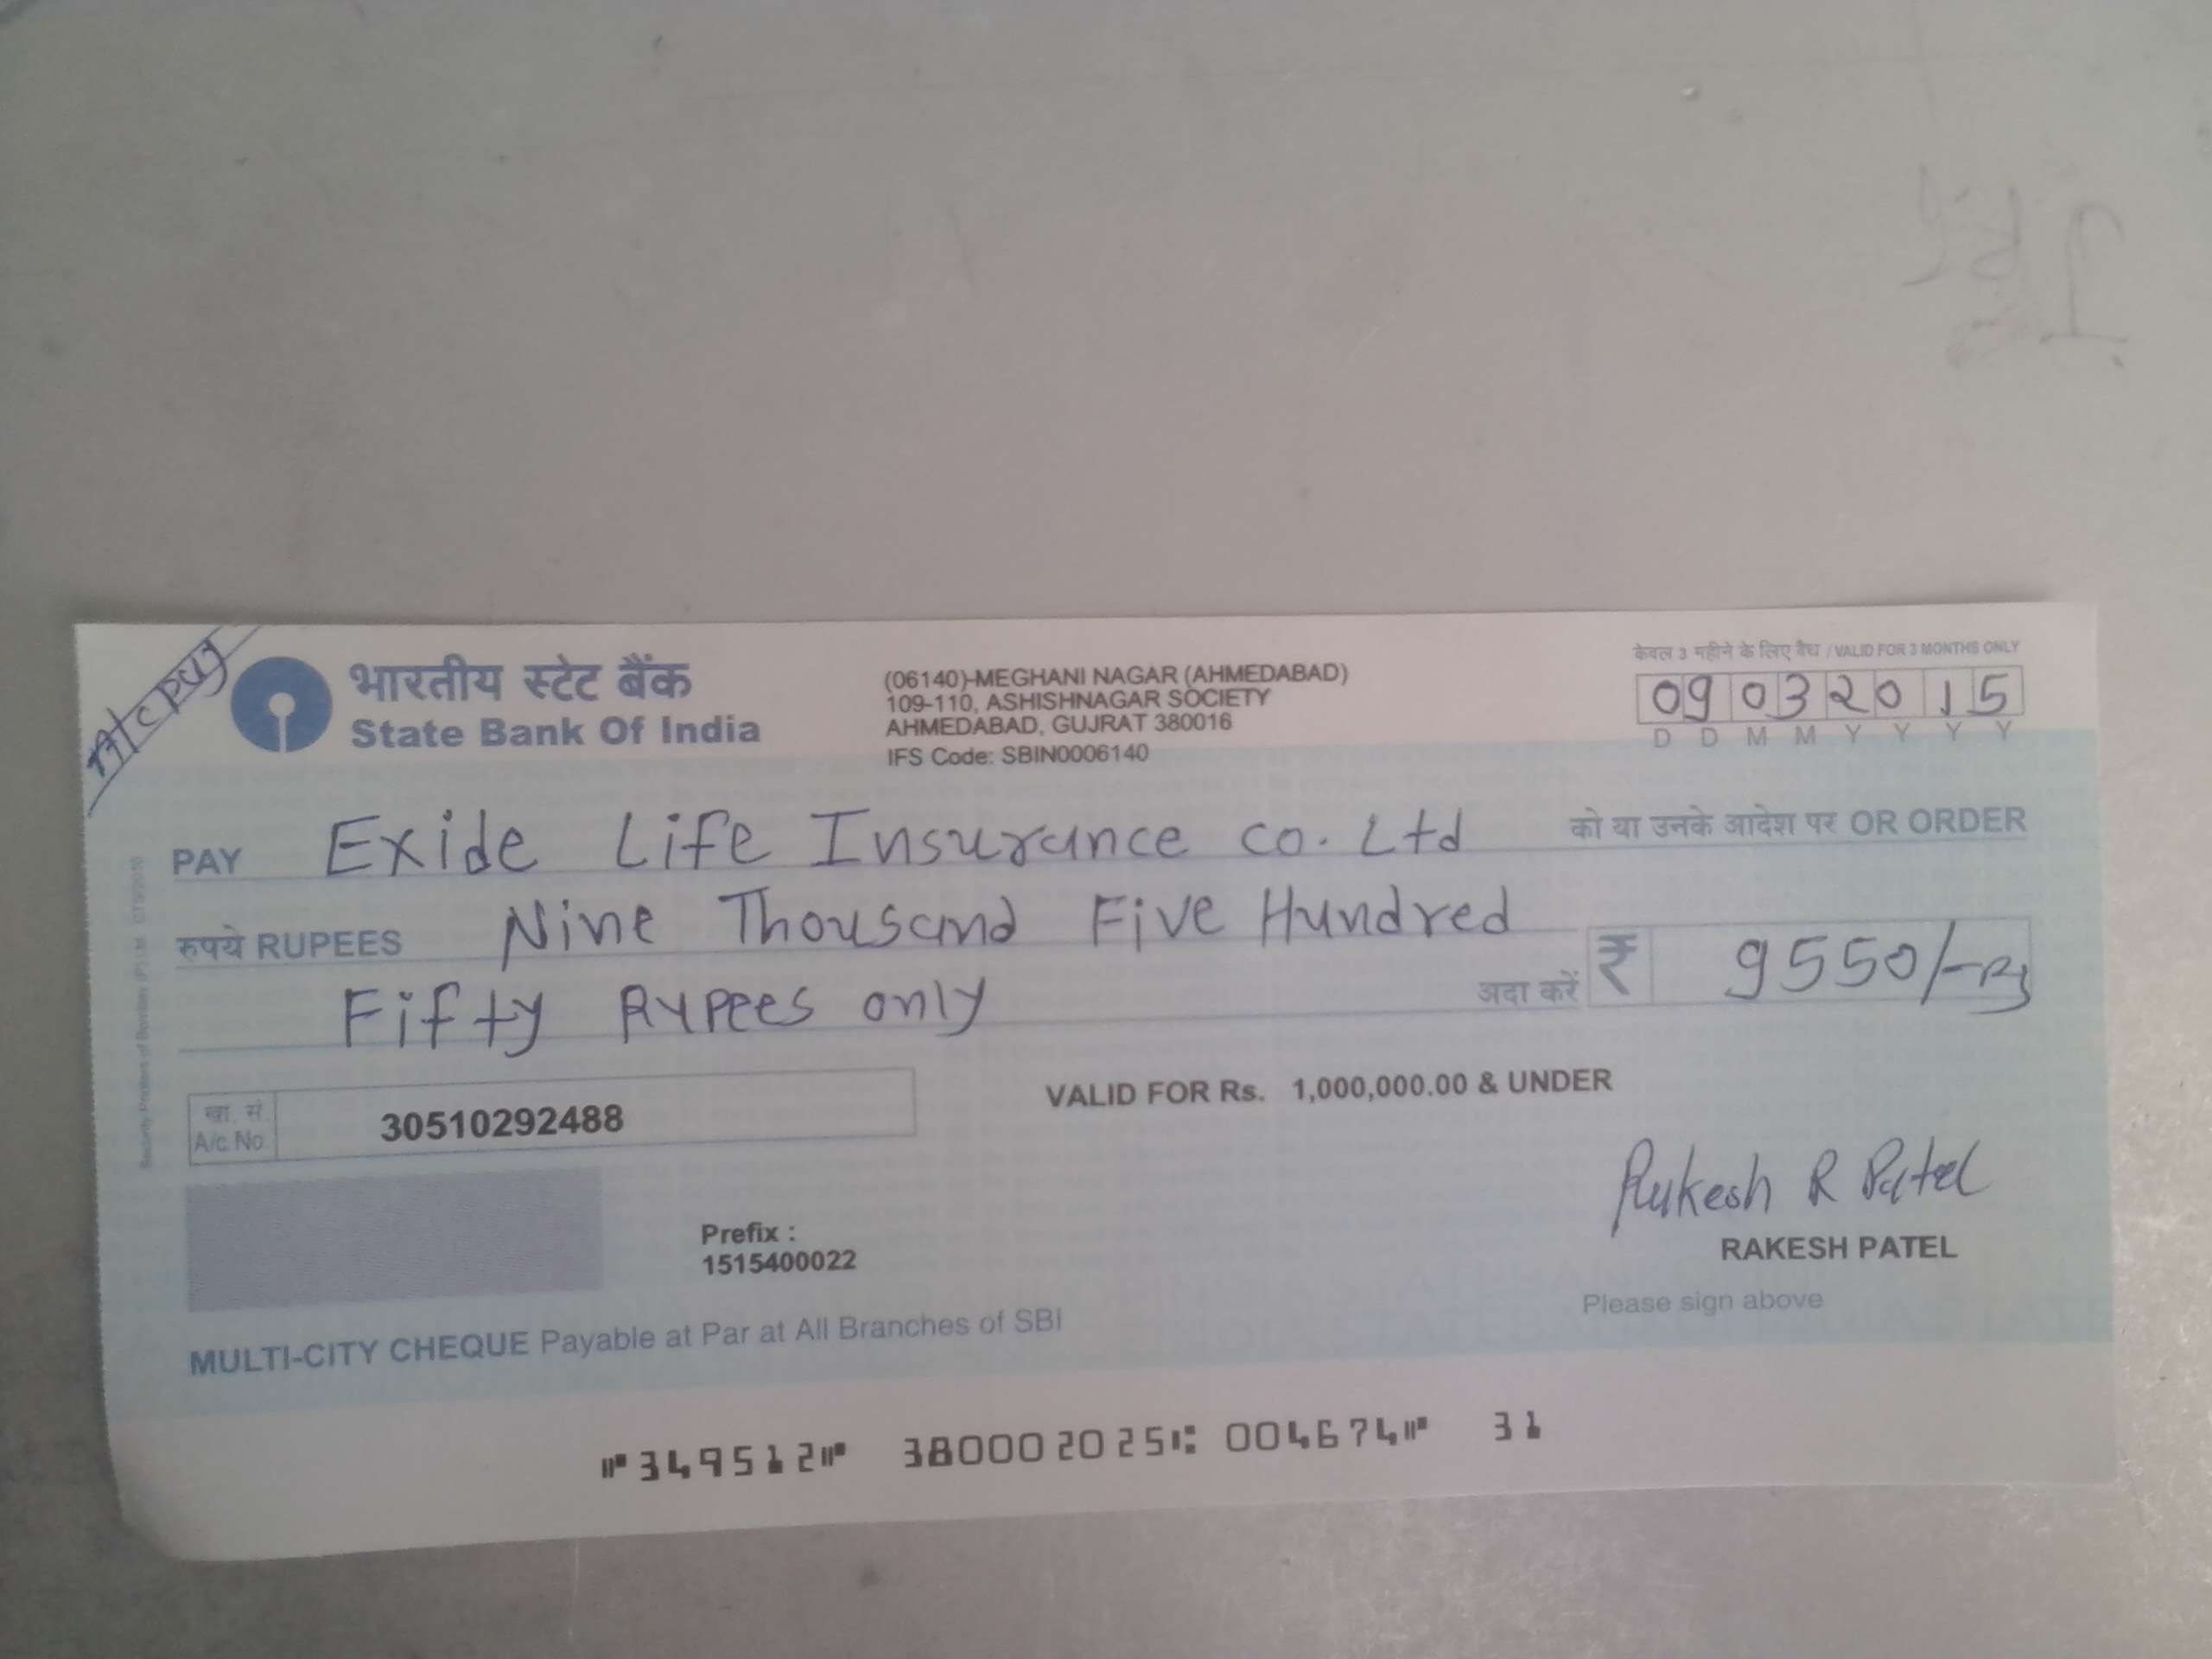 A/c pay
भारतीय स्टेट बैंक
State Bank Of India
(06140)-MEGHANI NAGAR (AHMEDABAD)
109-110, ASHISHNAGAR SOCIETY
AHMEDABAD, GUJRAT 380016
IFS Code: SBIN0006140
केवल 3 महीने के लिए वैध / VALID FOR 3 MONTHS ONLY
09032015
D D M M Y Y Y Y
PAY Exide Life Insurance co. Ltd को या उनके आदेश पर OR ORDER
रुपये RUPEES Nine Thousand Five Hundred
Fifty Rupees only अदा करें ₹ 9550/-Rs
खा. सं.
A/c. No. 30510292488
VALID FOR Rs. 1,000,000.00 & UNDER
Rakesh R Patel
RAKESH PATEL
Please sign above
Prefix :
1515400022
MULTI-CITY CHEQUE Payable at Par at All Branches of SBI
⑈349512⑈ 380002025⑆ 004674⑈ 31